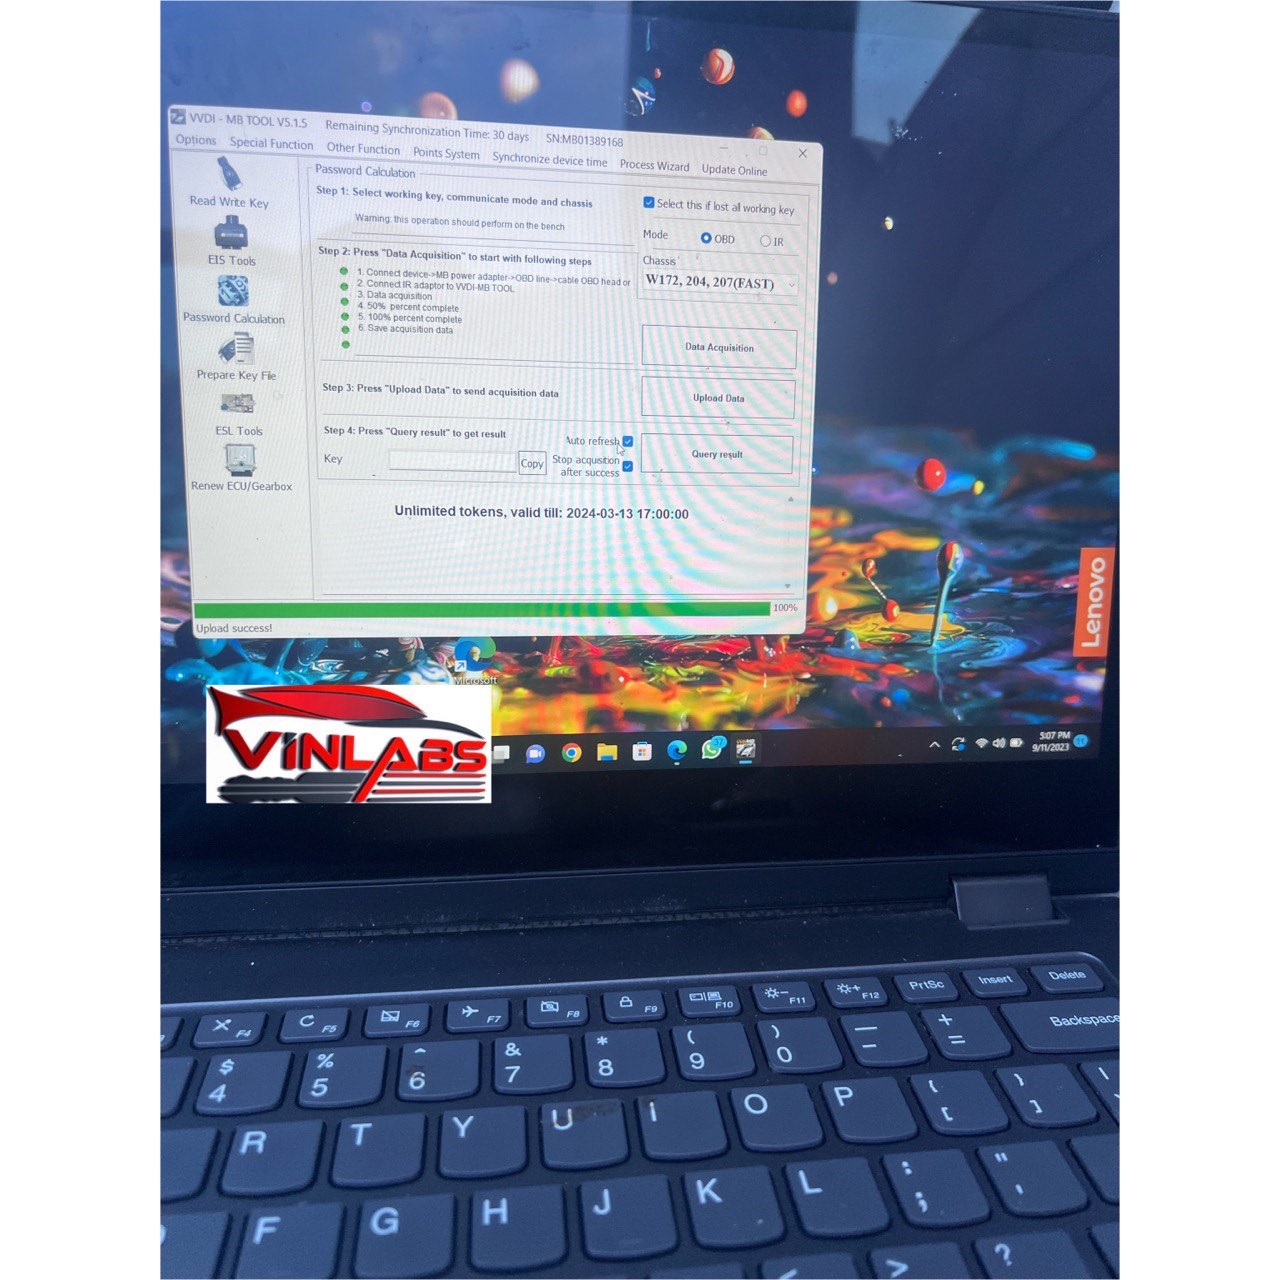 VVDI - MB TOOL V5.1.5 Remaining Synchronization Time: 30 days SN:MB01389168
Options Special Function Other Function Points System Synchronize device time Process Wizard Update Online
Read Write Key
EIS Tools
Password Calculation
Prepare Key File
ESL Tools
Renew ECU/Gearbox
Password Calculation
Step 1: Select working key, communicate mode and chassis
Warning: this operation should perform on the bench
Select this if lost all working key
Mode OBD IR
Chassis
W172, 204, 207(FAST)
Step 2: Press "Data Acquisition" to start with following steps
1. Connect device->MB power adapter->OBD line->cable OBD head or
2. Connect IR adaptor to VVDI-MB TOOL
3. Data acquisition
4. 50% percent complete
5. 100% percent complete
6. Save acquisition data
Data Acquisition
Step 3: Press "Upload Data" to send acquisition data
Upload Data
Step 4: Press "Query result" to get result
Auto refresh
Key
Copy
Stop acquisition
after success
Query result
Unlimited tokens, valid till: 2024-03-13 17:00:00
100%
Upload success!
Lenovo
Microsoft
VINLABS
37
5:07 PM
9/11/2023
11
F4 F5 F6 F7 F8 F9 F10 F11 F12 PrtSc Insert Delete
$ 4 % 5 ^ 6 & 7 * 8 ( 9 ) 0 — - + = Backspace
R T Y U I O P { [ } ]
F G H J K L : ; " '
< > ?